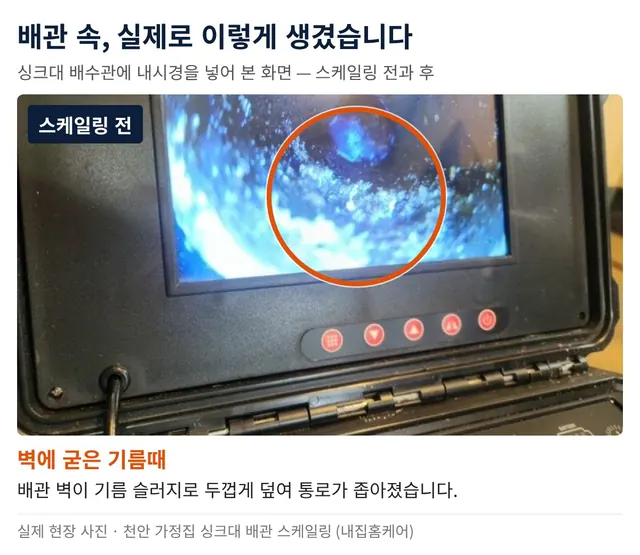 배관 속, 실제로 이렇게 생겼습니다
싱크대 배수관에 내시경을 넣어 본 화면 — 스케일링 전과 후
스케일링 전
벽에 굳은 기름때
배관 벽이 기름 슬러지로 두껍게 덮여 통로가 좁아졌습니다.
실제 현장 사진 · 천안 가정집 싱크대 배관 스케일링 (내집홈케어)